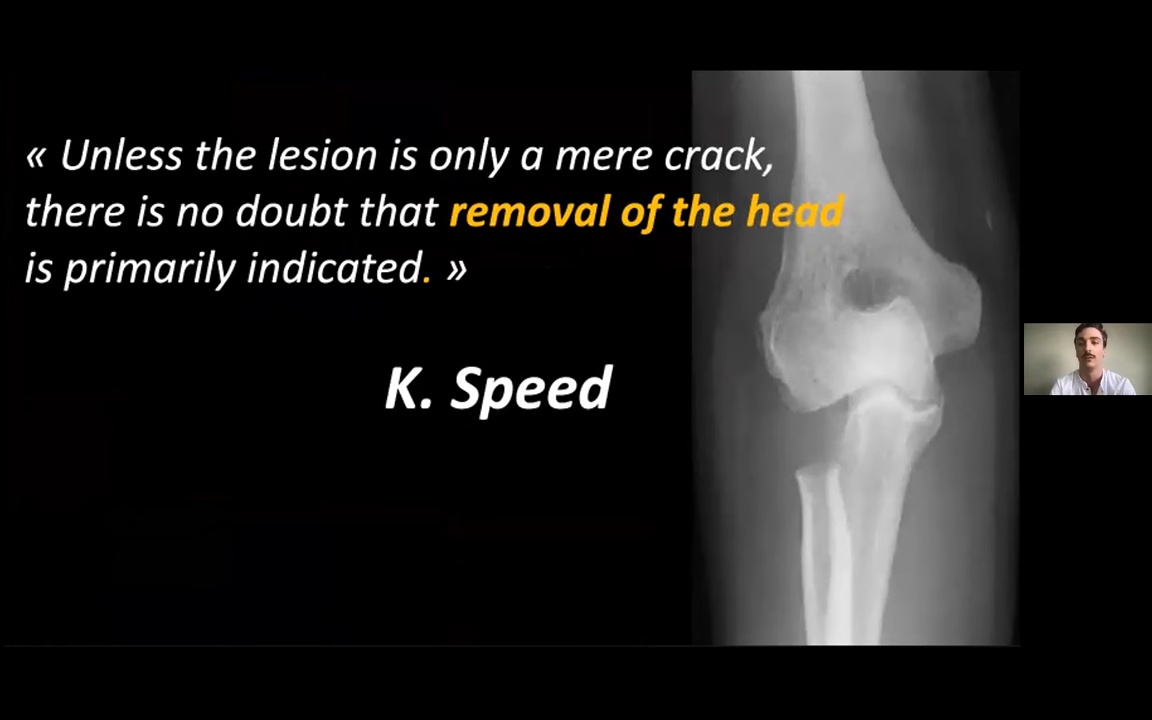 « Unless the lesion is only a mere crack,
there is no doubt that removal of the head
is primarily indicated. »
K. Speed